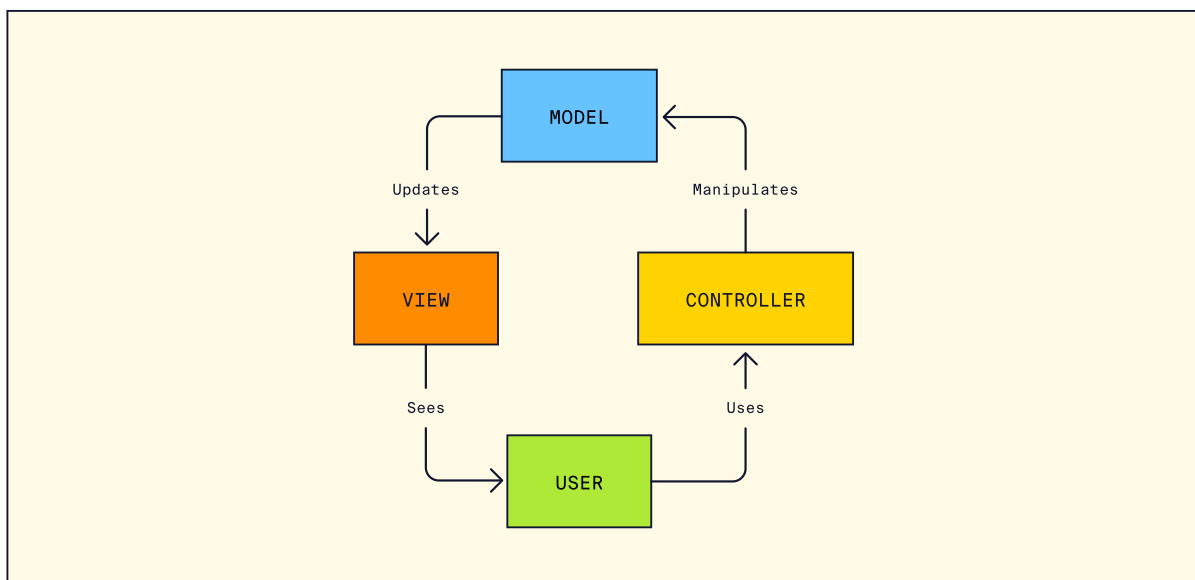 MODEL
Updates
Manipulates
VIEW
CONTROLLER
Sees
Uses
USER